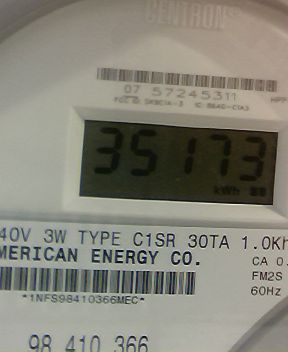 CENTRON
07 57245311
35173
kWh
40V 3W TYPE C1SR 30TA 1.0Kh
MERICAN ENERGY CO.
CA 0.
FM2S
60Hz
*1NFS98410366MEC*
98 410 366